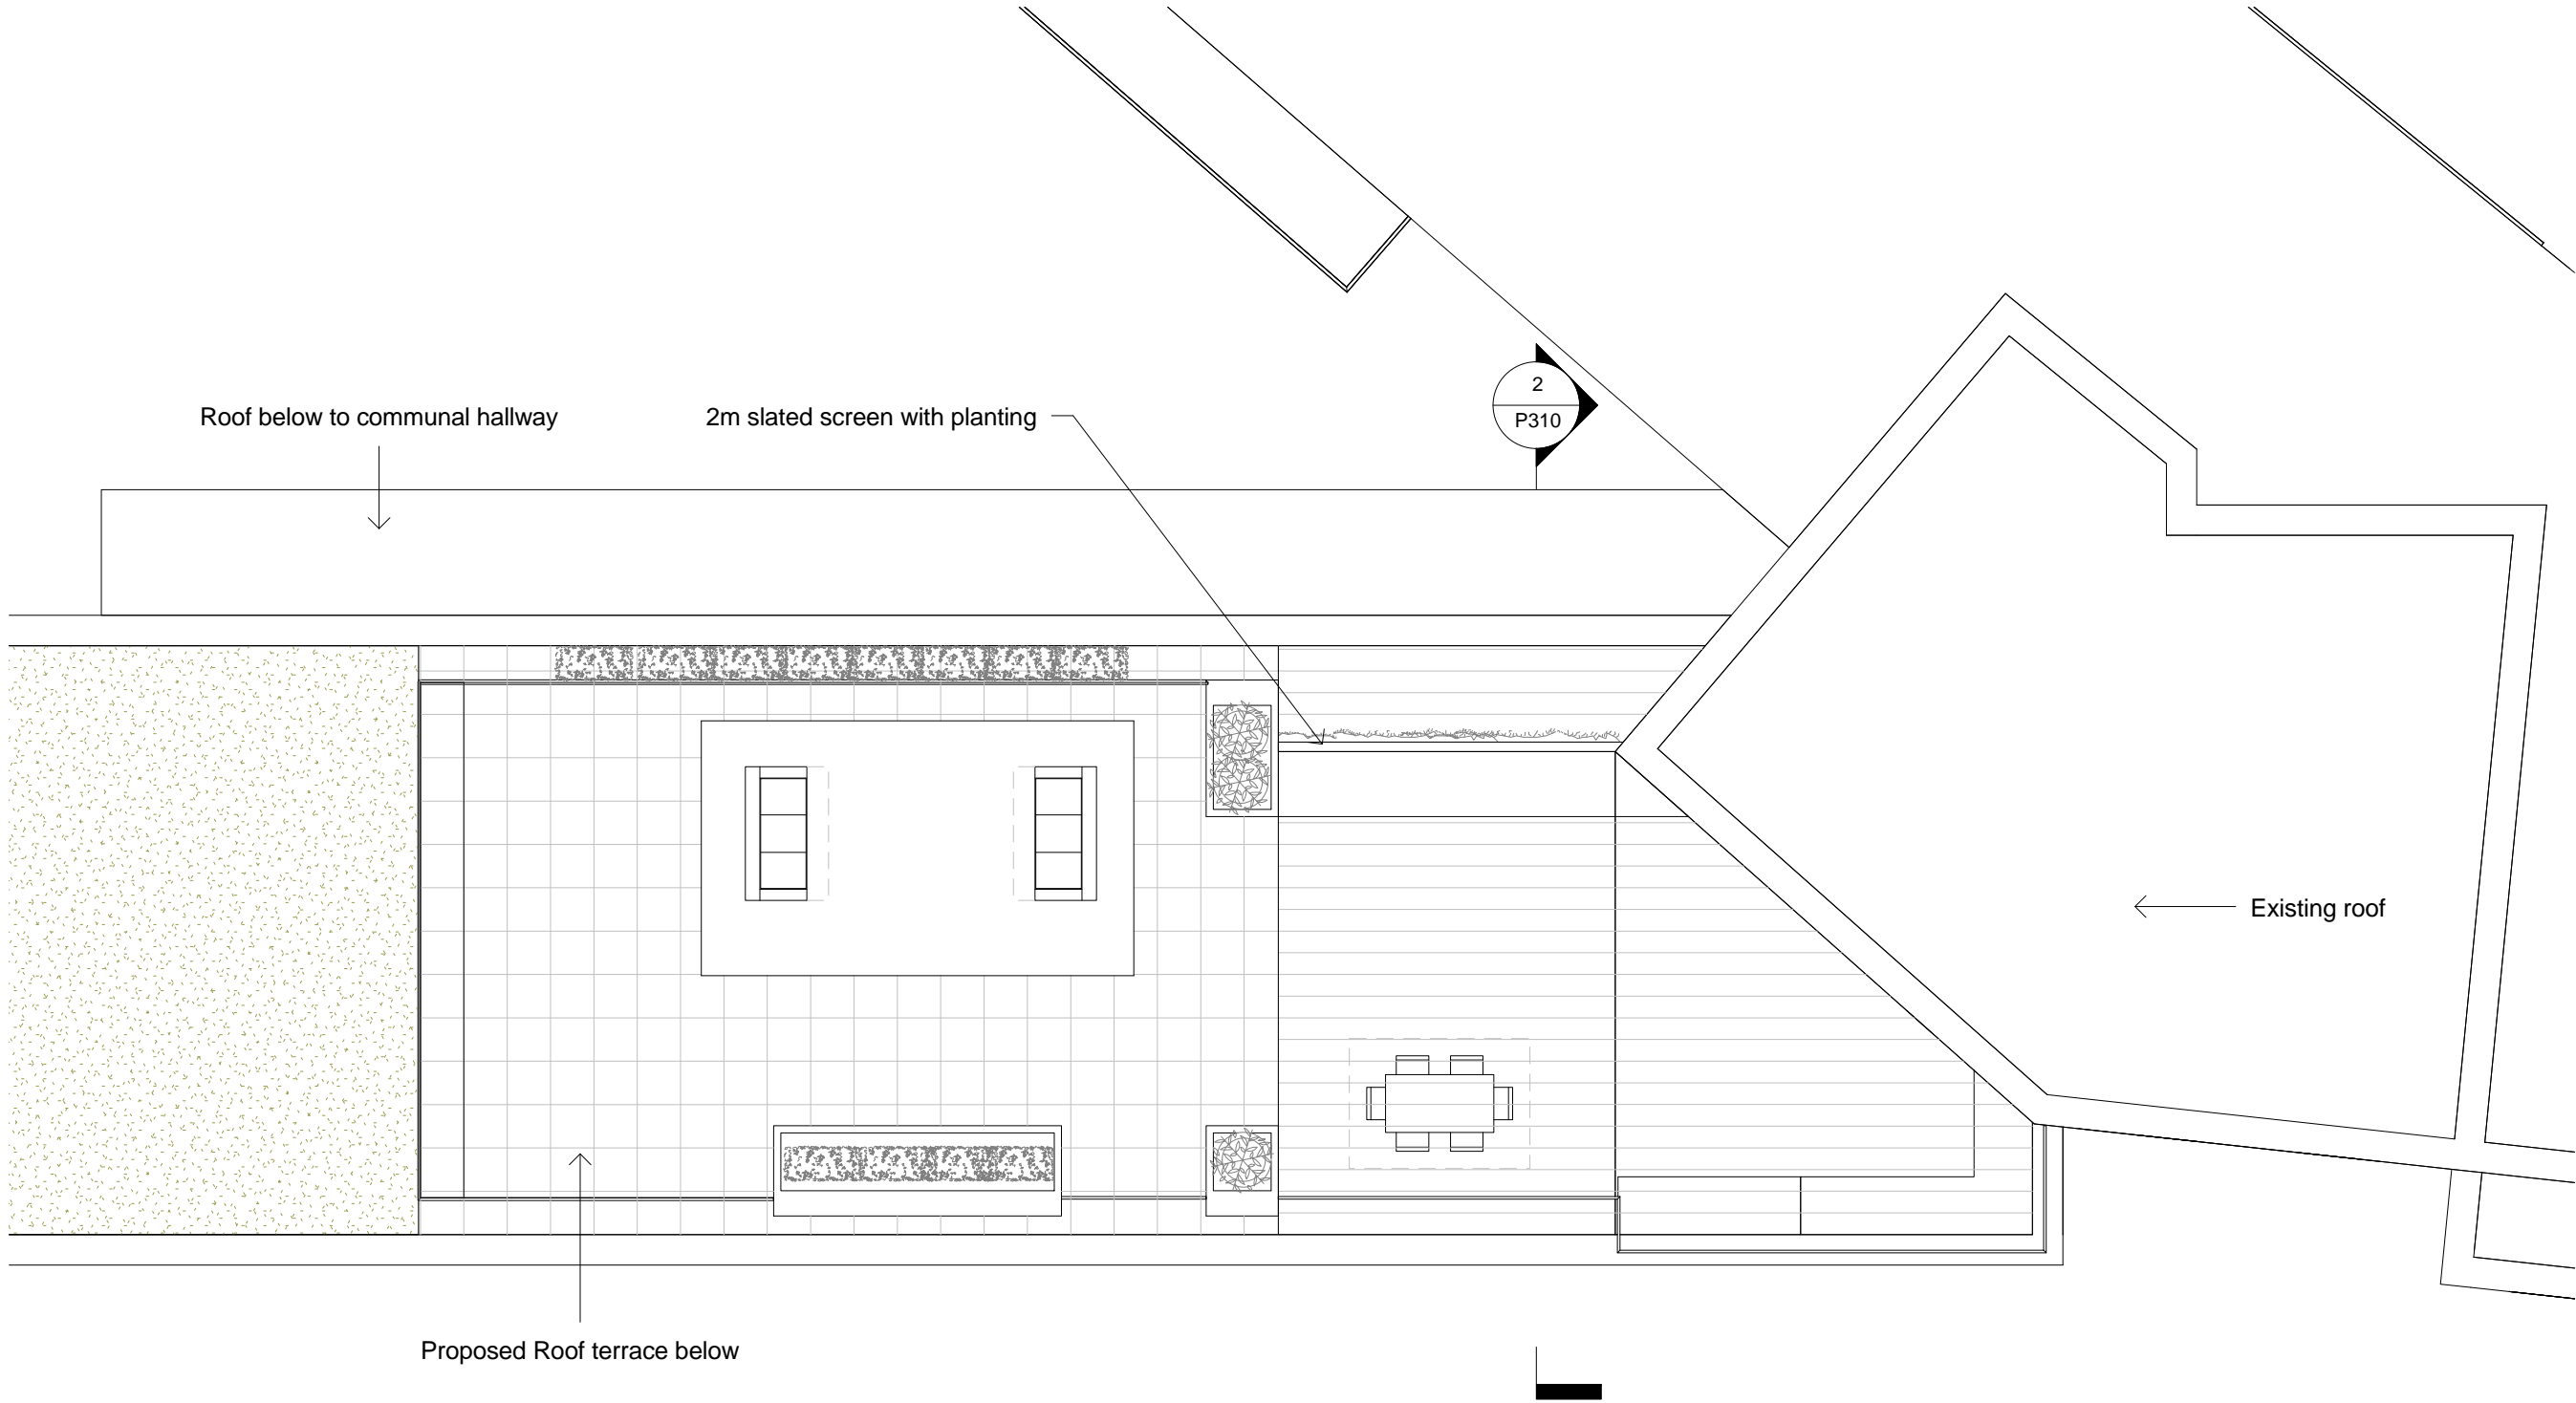 2
P310
Roof below to communal hallway
2m slated screen with planting
Existing roof
Proposed Roof terrace below